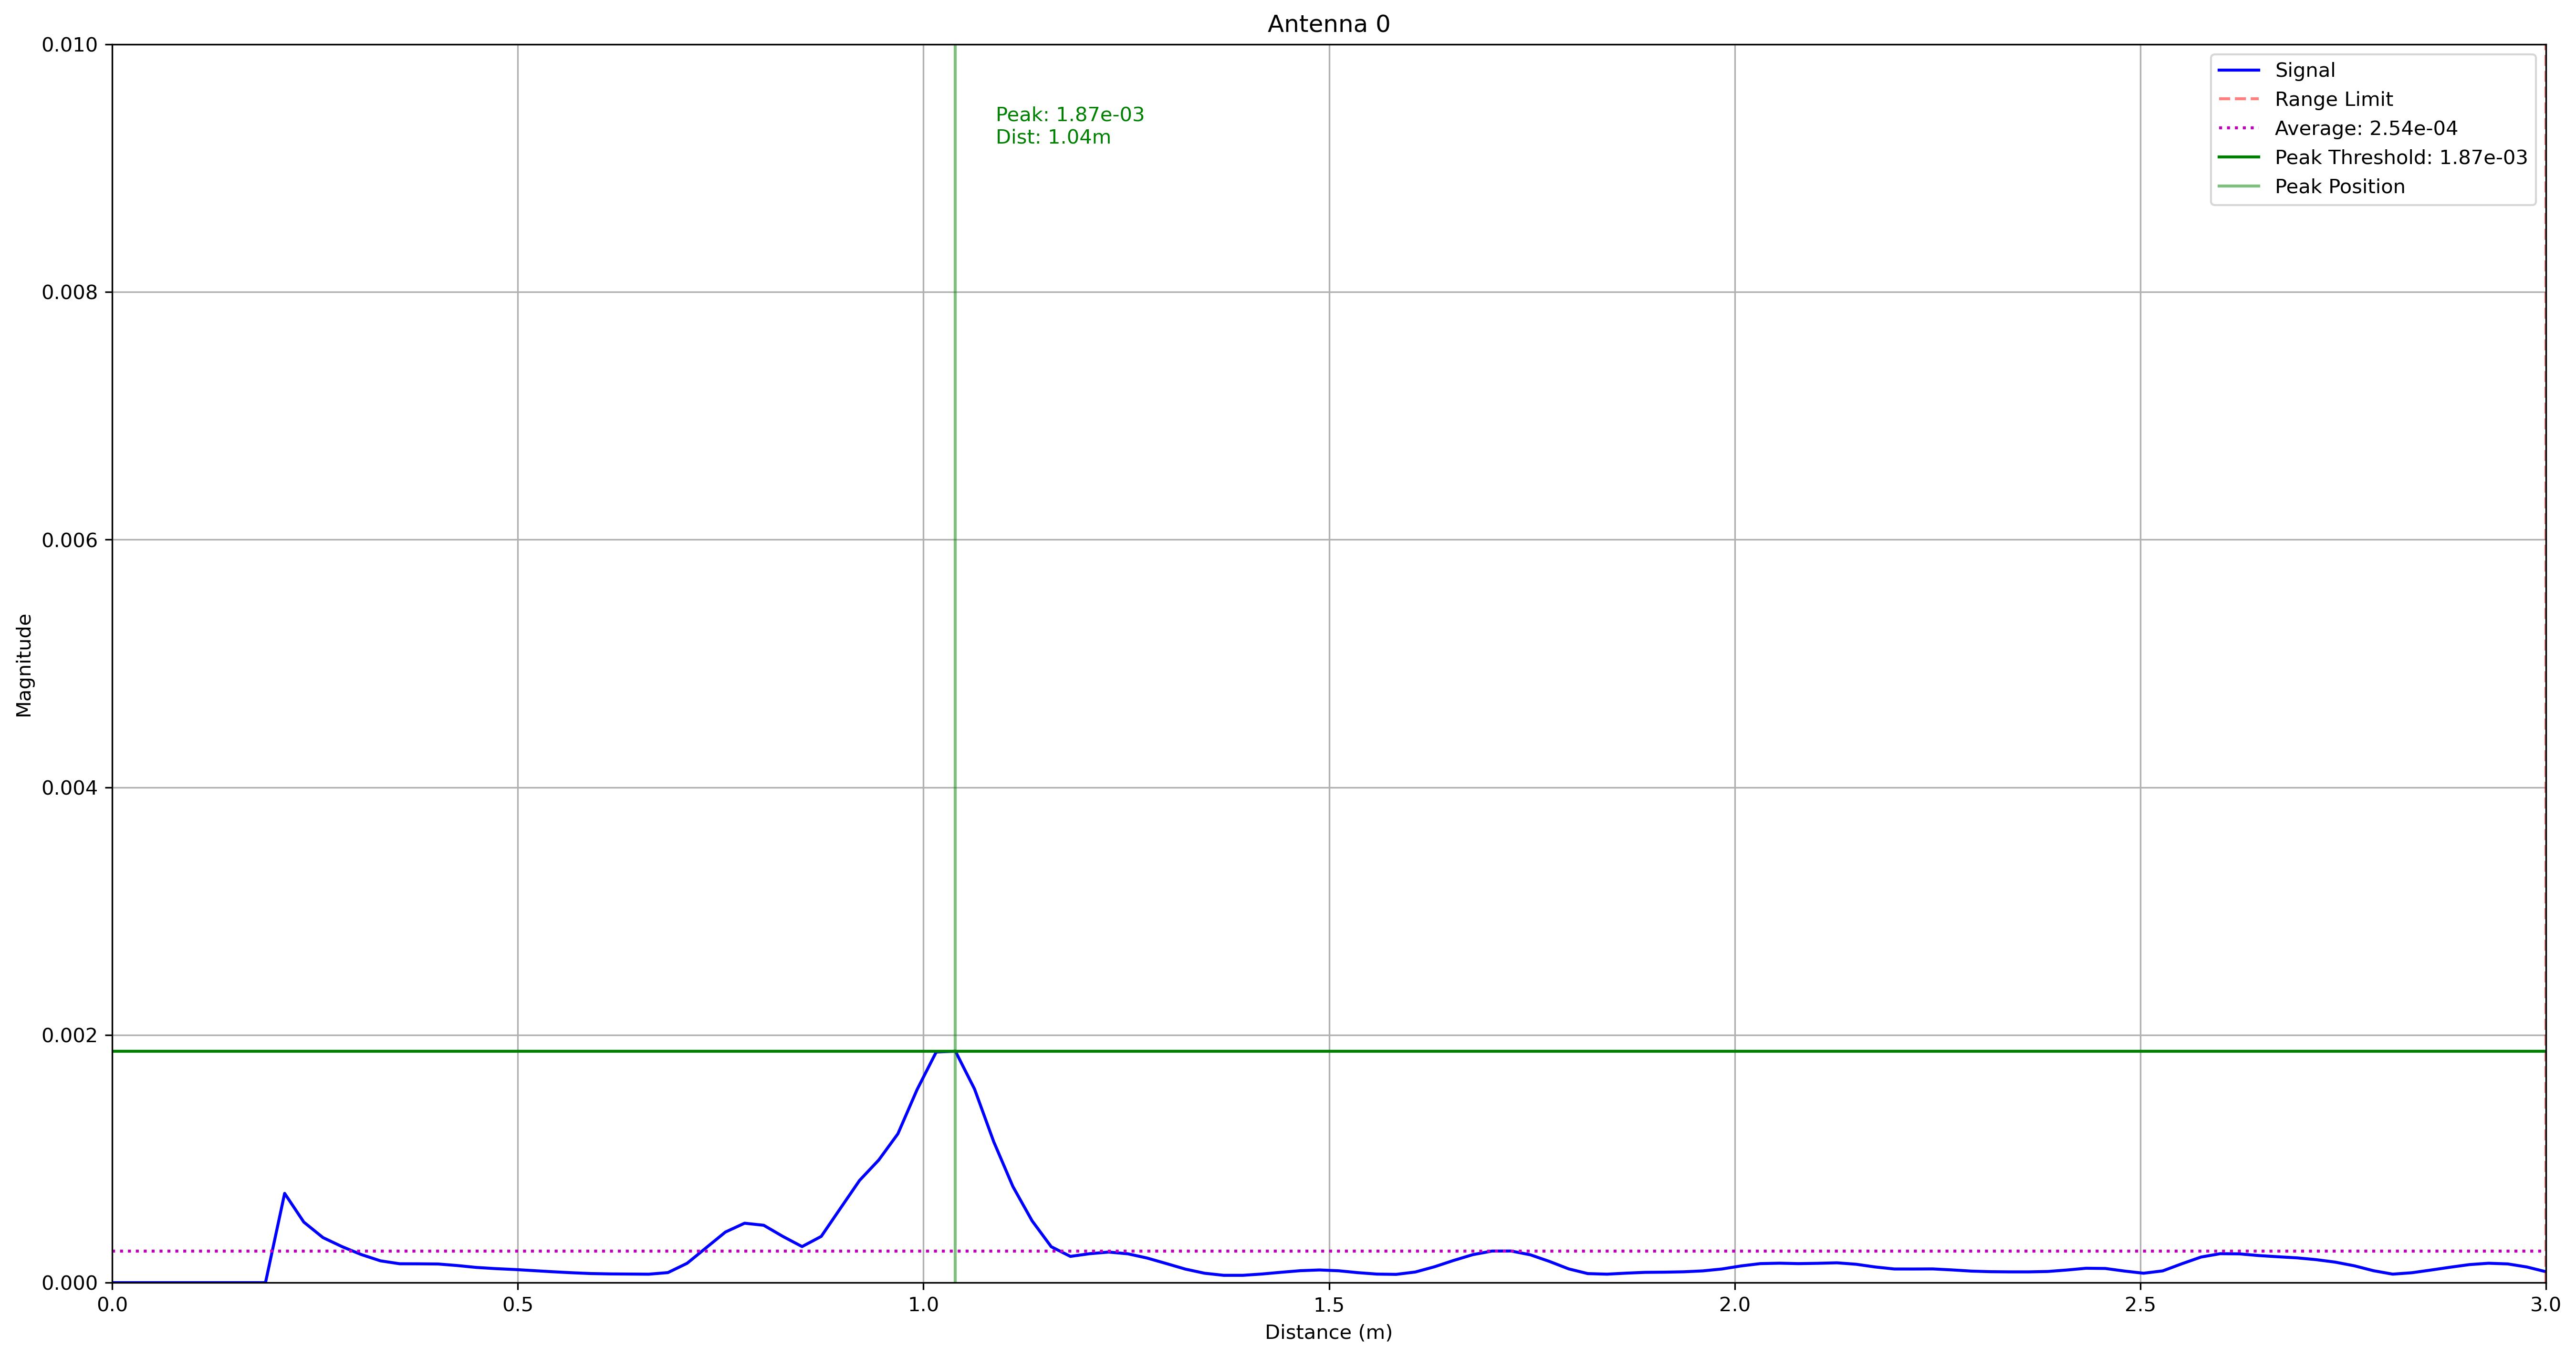 Antenna 0
0.010
0.008
0.006
0.004
0.002
0.000
Magnitude
Peak: 1.87e-03
Dist: 1.04m
Signal
Range Limit
Average: 2.54e-04
Peak Threshold: 1.87e-03
Peak Position
0.0
0.5
1.0
1.5
2.0
2.5
3.0
Distance (m)